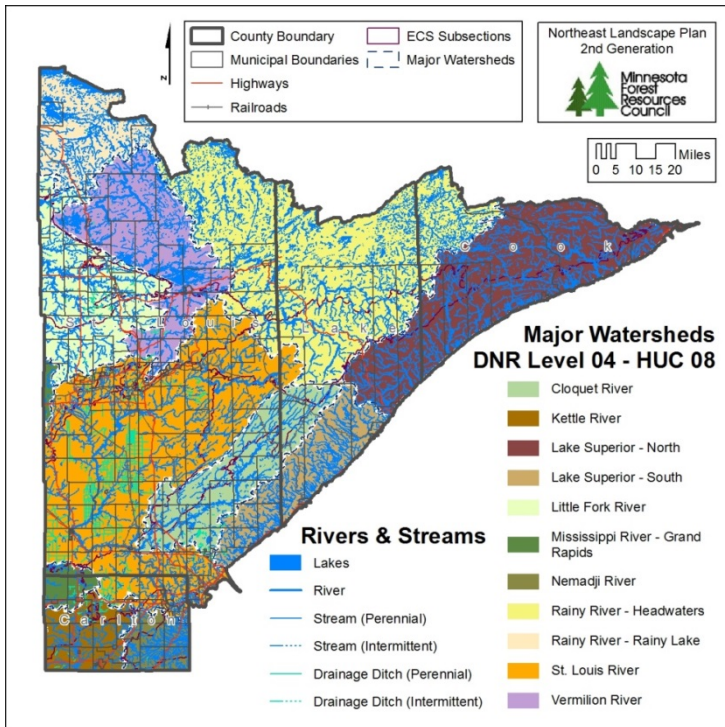 County Boundary
ECS Subsections
Municipal Boundaries
Major Watersheds
Highways
Railroads
z
Northeast Landscape Plan
2nd Generation
Minnesota
Forest
Resources
Council
Miles
0 5 10 15 20
Cook
St. Louis
Lake
Carlton
Major Watersheds
DNR Level 04 - HUC 08
Cloquet River
Kettle River
Lake Superior - North
Lake Superior - South
Little Fork River
Mississippi River - Grand
Rapids
Nemadji River
Rainy River - Headwaters
Rainy River - Rainy Lake
St. Louis River
Vermilion River
Rivers & Streams
Lakes
River
Stream (Perennial)
Stream (Intermittent)
Drainage Ditch (Perennial)
Drainage Ditch (Intermittent)